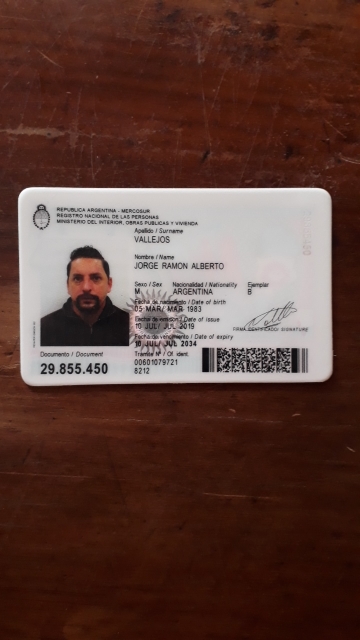 REPUBLICA ARGENTINA - MERCOSUR
REGISTRO NACIONAL DE LAS PERSONAS
MINISTERIO DEL INTERIOR, OBRAS PUBLICAS Y VIVIENDA
Apellido / Surname
VALLEJOS
Nombre / Name
JORGE RAMON ALBERTO
Sexo / Sex Nacionalidad / Nationality Ejemplar
M ARGENTINA B
Fecha de nacimiento / Date of birth
05 MAR/ MAR 1983
Fecha de emisión / Date of issue
10 JUL/ JUL 2019
FIRMA IDENTIFICADO/ SIGNATURE
Fecha de vencimiento / Date of expiry
10 JUL/ JUL 2034
Documento / Document
29.855.450
Trámite Nº / Of. ident.
00601079721
8212